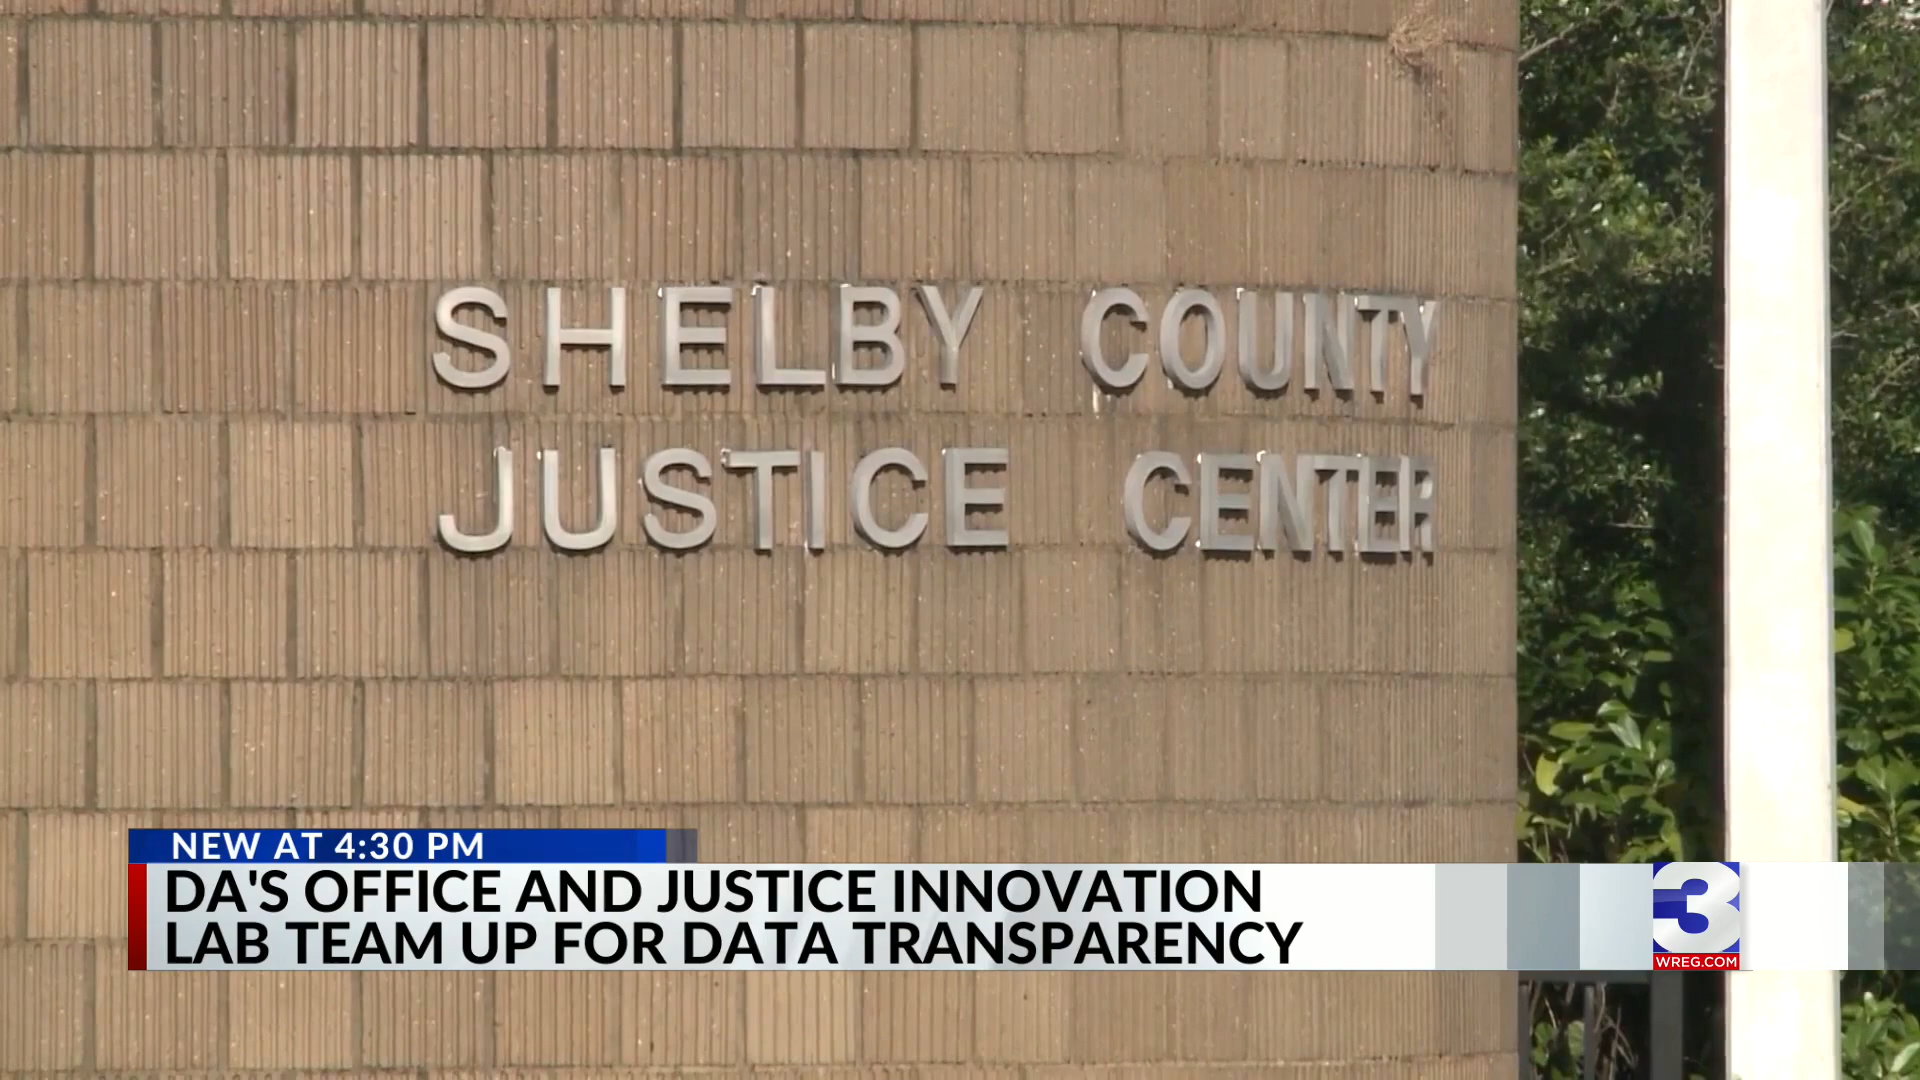 SHELBY COUNTY
JUSTICE CENTER
NEW AT 4:30 PM
DA'S OFFICE AND JUSTICE INNOVATION
LAB TEAM UP FOR DATA TRANSPARENCY
3
WREG.COM